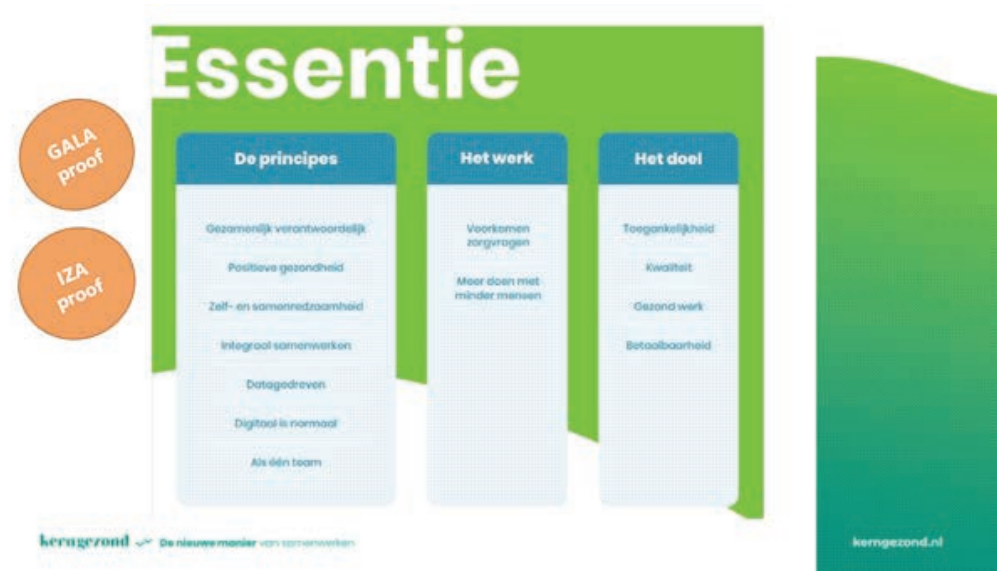 Essentie
GALA
proof
IZA
proof
De principes
Gezamenlijk verantwoordelijk
Positieve gezondheid
Zelf- en samenredzaamheid
Integraal samenwerken
Datagedreven
Digitaal is normaal
Als één team
Het werk
Voorkomen
zorgvragen
Meer doen met
minder mensen
Het doel
Toegankelijkheid
Kwaliteit
Gezond werk
Betaalbaarheid
kerngezond De nieuwe manier van samenwerken
kerngezond.nl